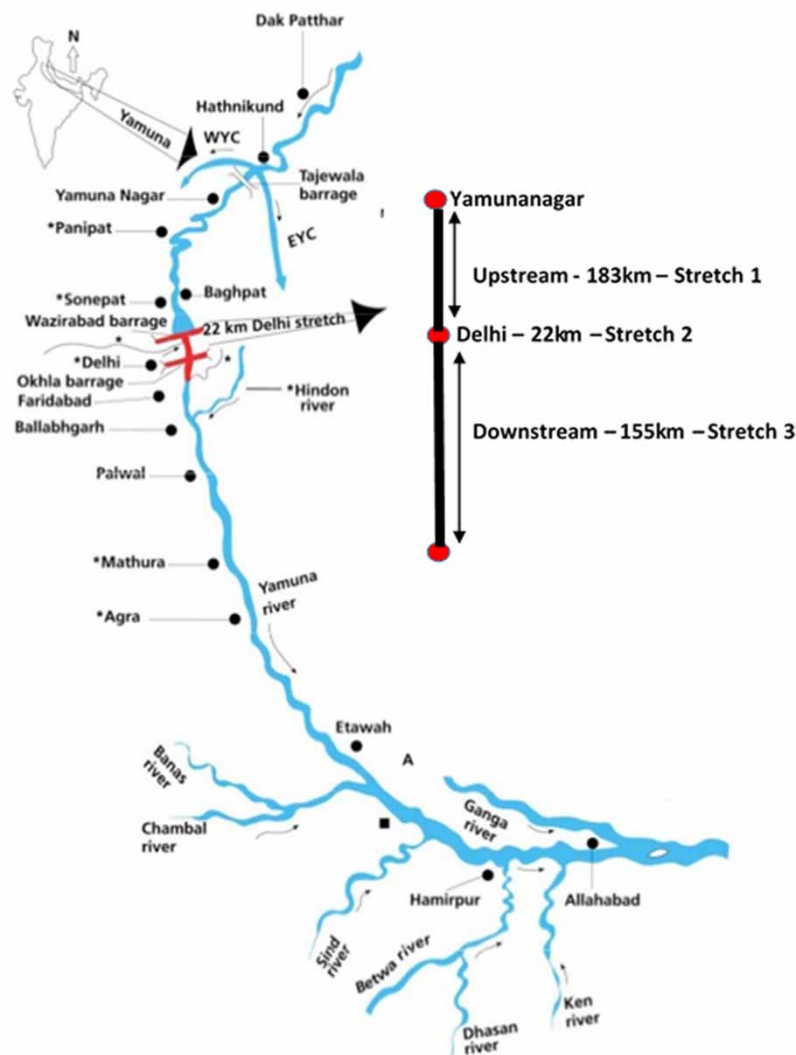 Dak Patthar
N
Hathnikund
Yamuna
WYC
Tajewala
barrage
Yamuna Nagar
Yamunanagar
*Panipat
EYC
Upstream - 183km – Stretch 1
*Sonepat
Baghpat
Wazirabad barrage
22 km Delhi stretch
*
Delhi – 22km – Stretch 2
*Delhi
*
Okhla barrage
*Hindon
river
Faridabad
Ballabhgarh
Downstream – 155km – Stretch 3
Palwal
*Mathura
Yamuna
river
*Agra
Etawah
A
Banas
river
Ganga
river
Chambal
river
Hamirpur
Allahabad
Sind
river
Betwa river
Ken
river
Dhasan
river